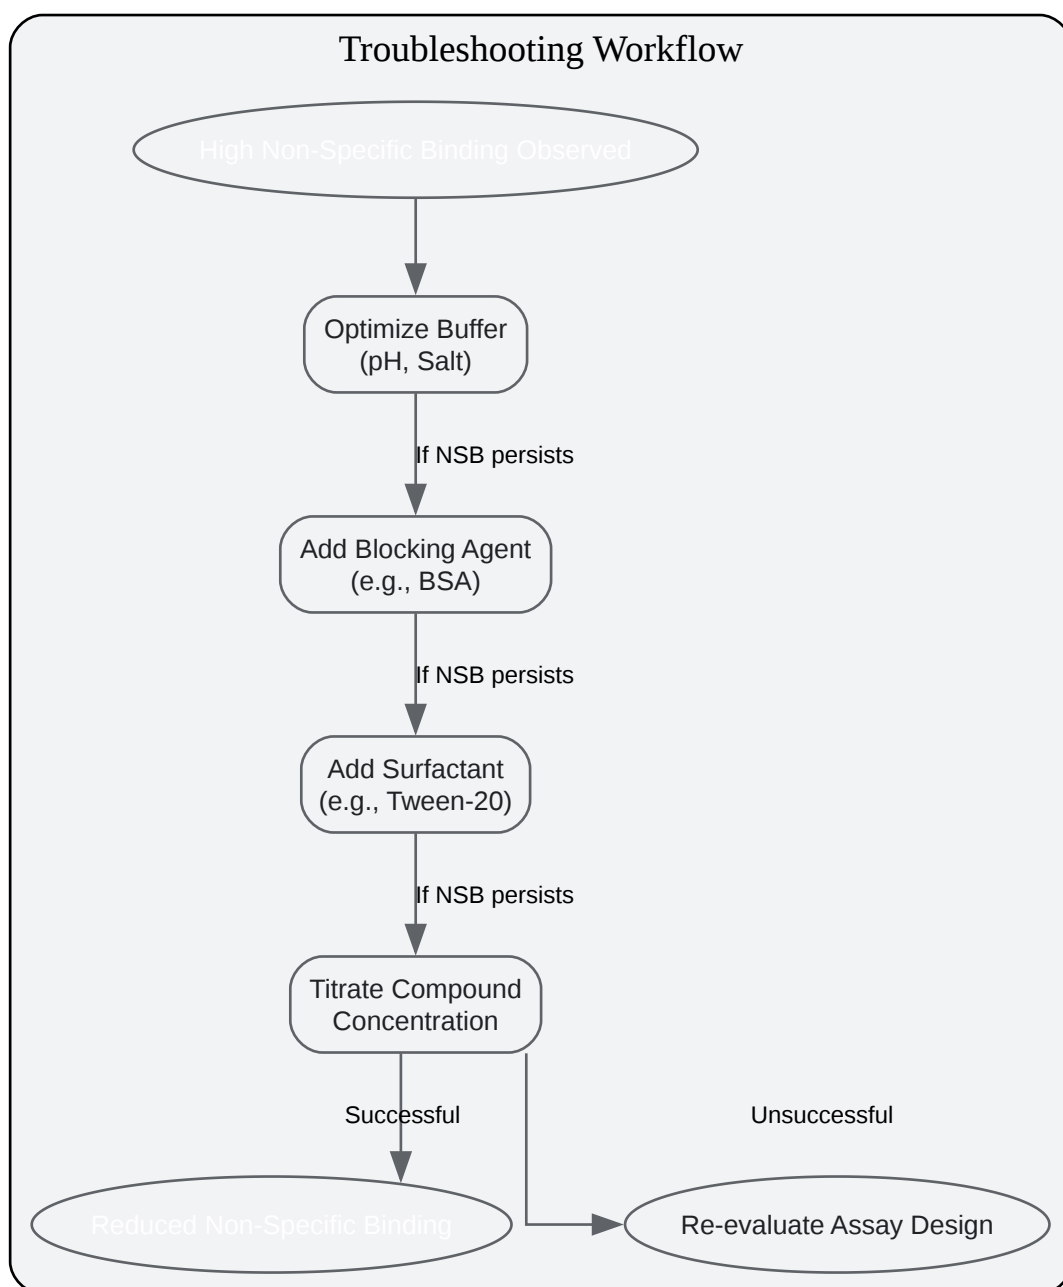 Troubleshooting Workflow
High Non-Specific Binding Observed
Optimize Buffer
(pH, Salt)
If NSB persists
Add Blocking Agent
(e.g., BSA)
If NSB persists
Add Surfactant
(e.g., Tween-20)
If NSB persists
Titrate Compound
Concentration
Successful
Unsuccessful
Reduced Non-Specific Binding
Re-evaluate Assay Design